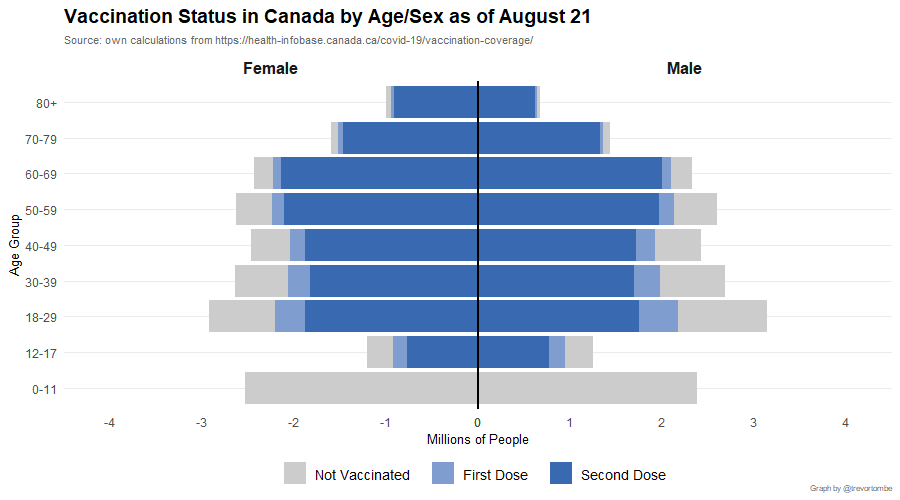 Vaccination Status in Canada by Age/Sex as of August 21
Source: own calculations from https://health-infobase.canada.ca/covid-19/vaccination-coverage/
Female Male
80+
70-79
60-69
50-59
40-49
30-39
18-29
12-17
0-11
Age Group
-4 -3 -2 -1 0 1 2 3 4
Millions of People
Not Vaccinated First Dose Second Dose
Graph by @trevortombe